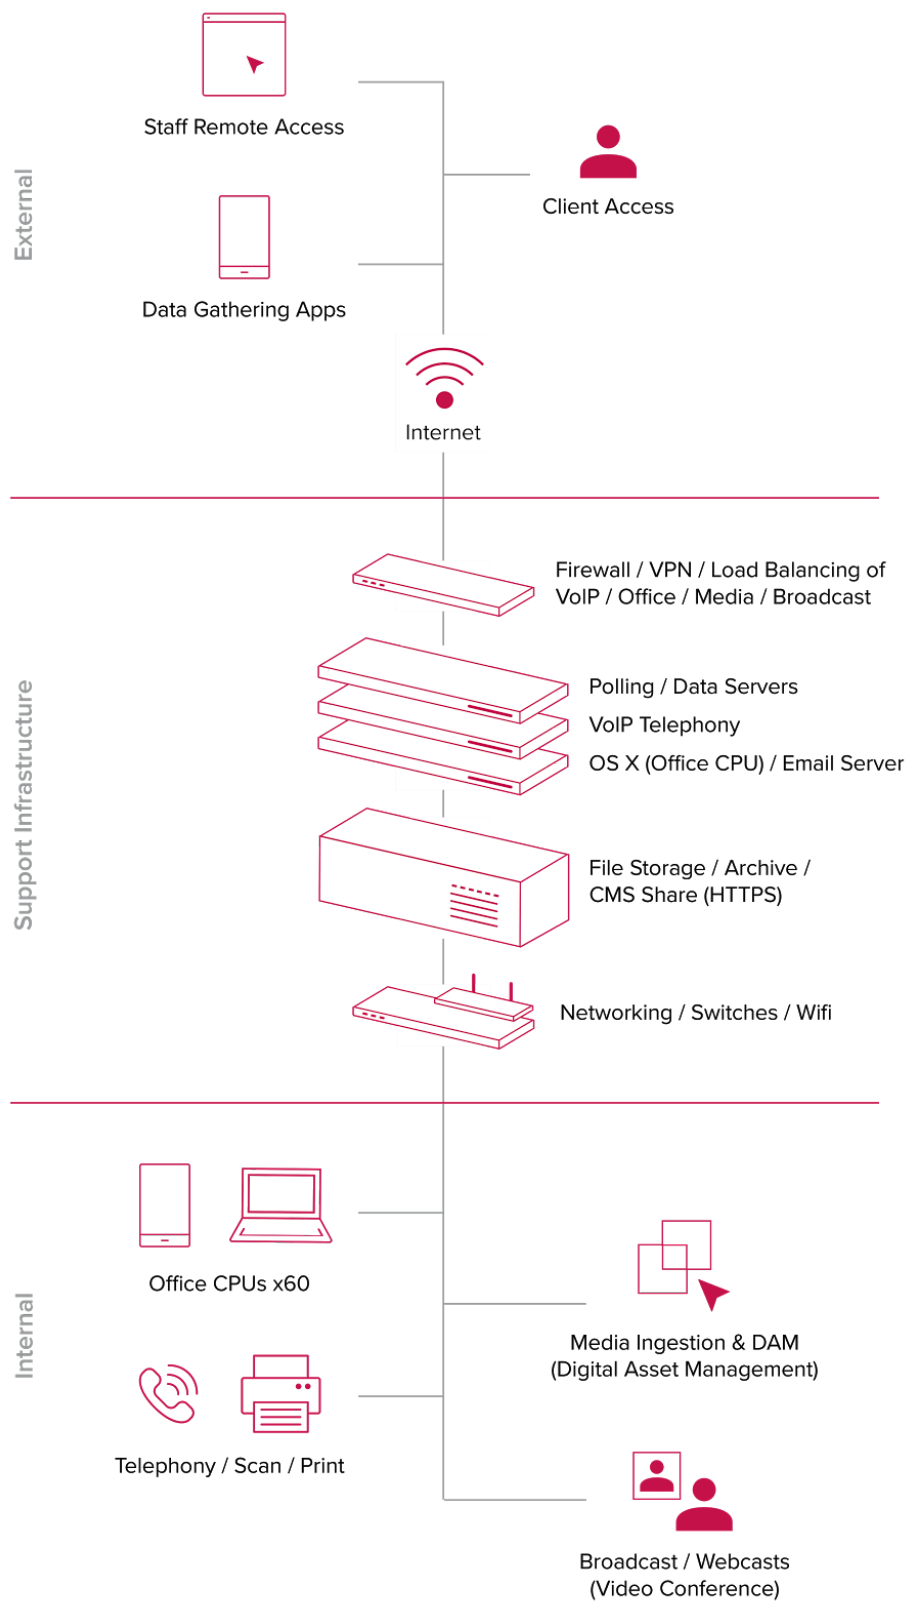 External
Staff Remote Access
Client Access
Data Gathering Apps
Internet
Support Infrastructure
Firewall / VPN / Load Balancing of
VoIP / Office / Media / Broadcast
Polling / Data Servers
VoIP Telephony
OS X (Office CPU) / Email Server
File Storage / Archive /
CMS Share (HTTPS)
Networking / Switches / Wifi
Internal
Office CPUs x60
Media Ingestion & DAM
(Digital Asset Management)
Telephony / Scan / Print
Broadcast / Webcasts
(Video Conference)